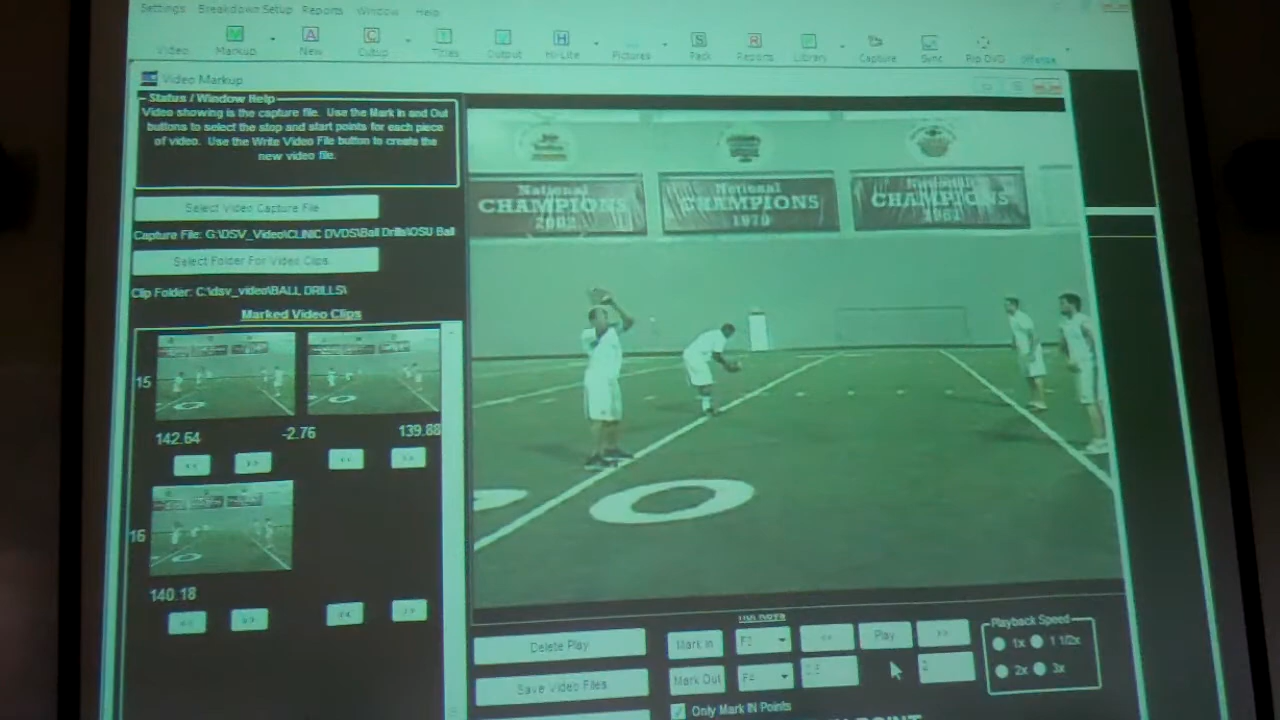 Settings Breakdown Setup Reports Window Help
Video Markup New Cutup Titles Output Hi-Lite Pictures Pack Reports Library Capture Sync Rip DVD Offense
Video Markup
Status / Window Help
Video showing is the capture file. Use the Mark In and Out
buttons to select the stop and start points for each piece
of video. Use the Write Video File button to create the
new video file.
Select Video Capture File
Capture File: G:\DSV_Video\CLINIC DVDS\Ball Drills\OSU Ball
Select Folder For Video Clips
Clip Folder: C:\dsv_video\BALL DRILLS\
Marked Video Clips
15
142.64 -2.76 139.88
<< >> << >>
16
140.18
<< >> << >>
National CHAMPIONS 2002
National CHAMPIONS 1970
CHAMPIONS 1961
Delete Play
Save Video Files
Mark In
<< Play >>
Mark Out
2
Only Mark IN Points
Playback Speed
1x 1 1/2x
2x 3x
POINT